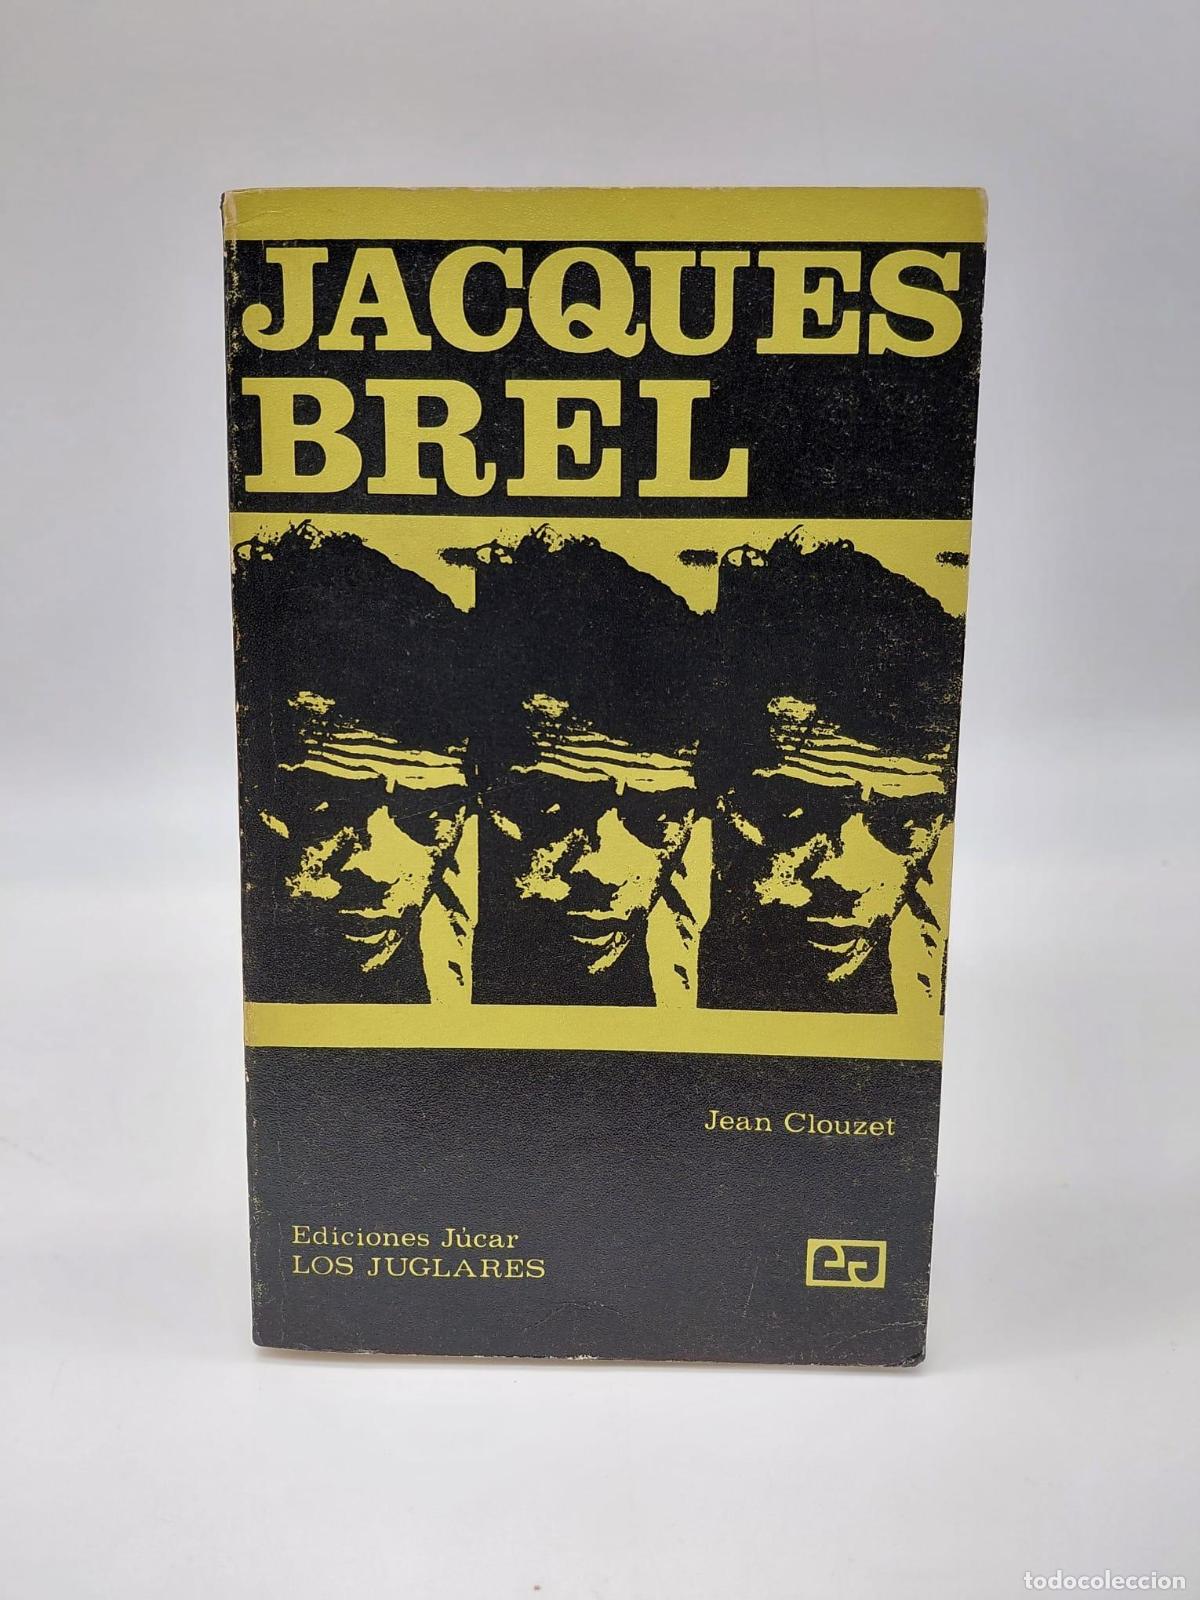 JACQUES
BREL
Jean Clouzet
Ediciones Júcar
LOS JUGLARES
ej
todocoleccion